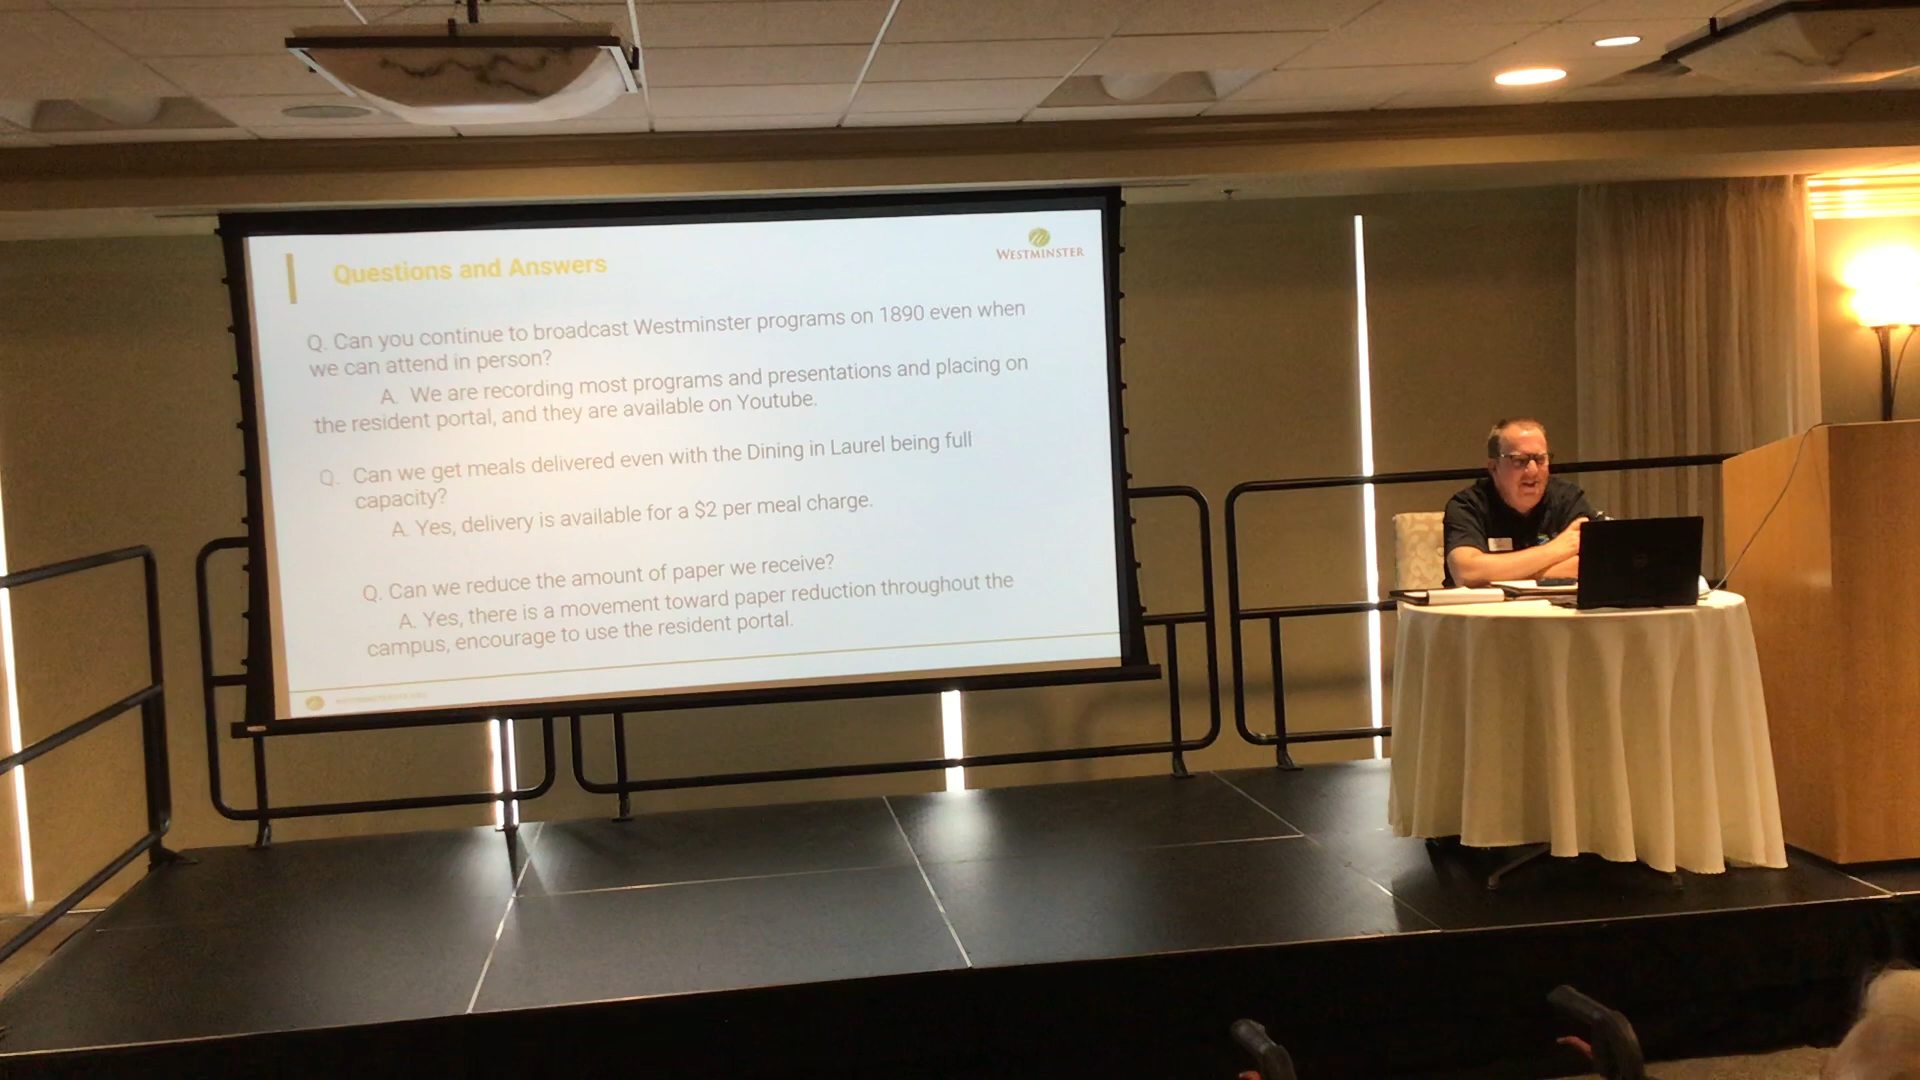 Questions and Answers
WESTMINSTER
Q. Can you continue to broadcast Westminster programs on 1890 even when
we can attend in person?
A. We are recording most programs and presentations and placing on
the resident portal, and they are available on Youtube.
Q. Can we get meals delivered even with the Dining in Laurel being full
capacity?
A. Yes, delivery is available for a $2 per meal charge.
Q. Can we reduce the amount of paper we receive?
A. Yes, there is a movement toward paper reduction throughout the
campus, encourage to use the resident portal.